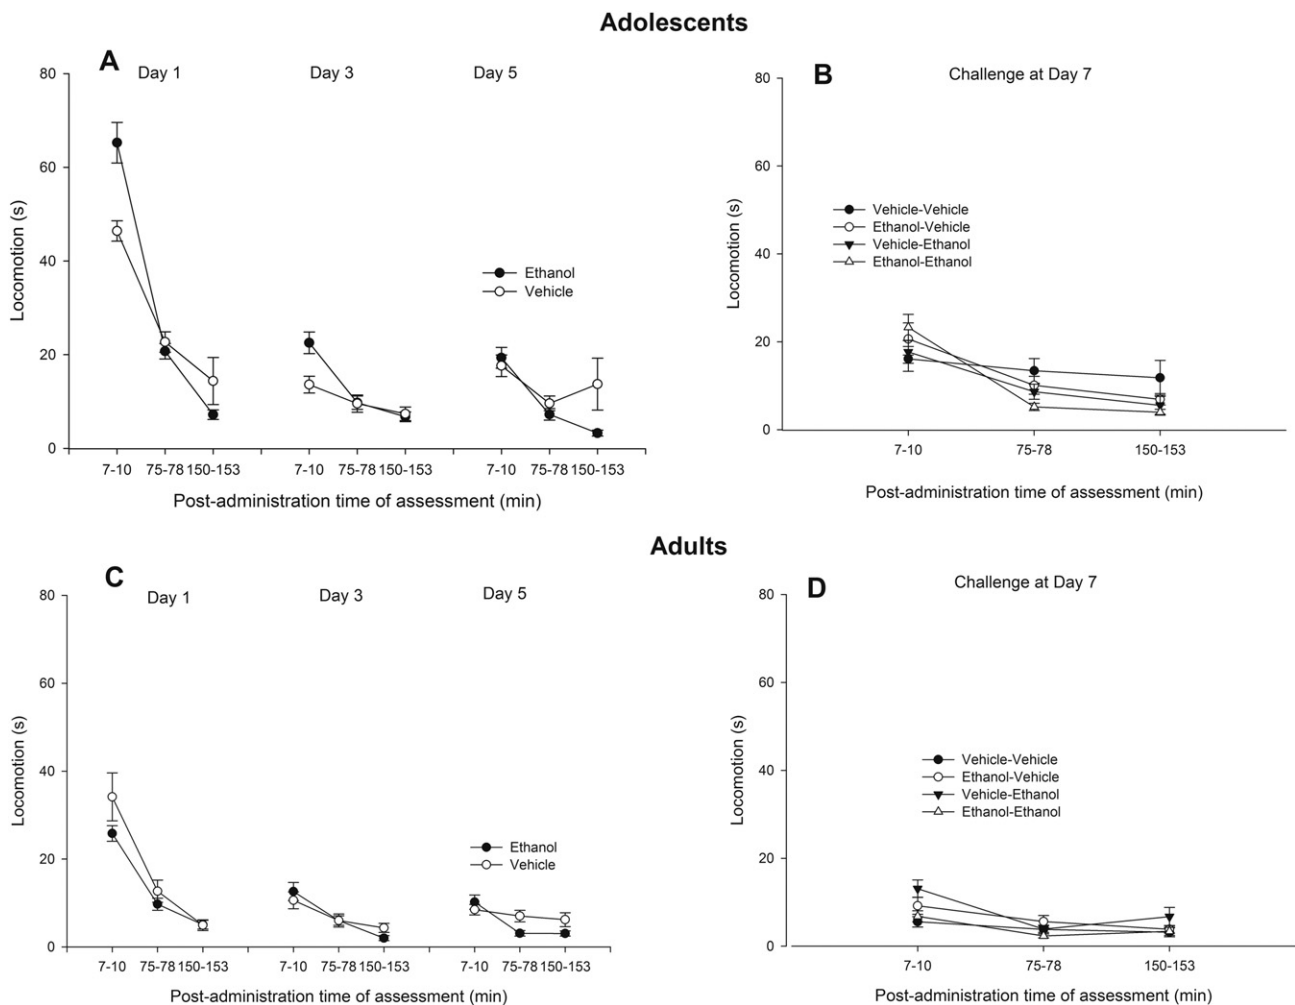 Adolescents
A
Day 1
Day 3
Day 5
80
60
40
20
0
Locomotion (s)
Ethanol
Vehicle
7-10 75-78 150-153 7-10 75-78 150-153 7-10 75-78 150-153
Post-administration time of assessment (min)
B
Challenge at Day 7
80
60
40
20
0
Locomotion (s)
Vehicle-Vehicle
Ethanol-Vehicle
Vehicle-Ethanol
Ethanol-Ethanol
7-10 75-78 150-153
Post-administration time of assessment (min)
Adults
C
Day 1
Day 3
Day 5
80
60
40
20
0
Locomotion (s)
Ethanol
Vehicle
7-10 75-78 150-153 7-10 75-78 150-153 7-10 75-78 150-153
Post-administration time of assessment (min)
D
Challenge at Day 7
80
60
40
20
0
Locomotion (s)
Vehicle-Vehicle
Ethanol-Vehicle
Vehicle-Ethanol
Ethanol-Ethanol
7-10 75-78 150-153
Post-administration time of assessment (min)